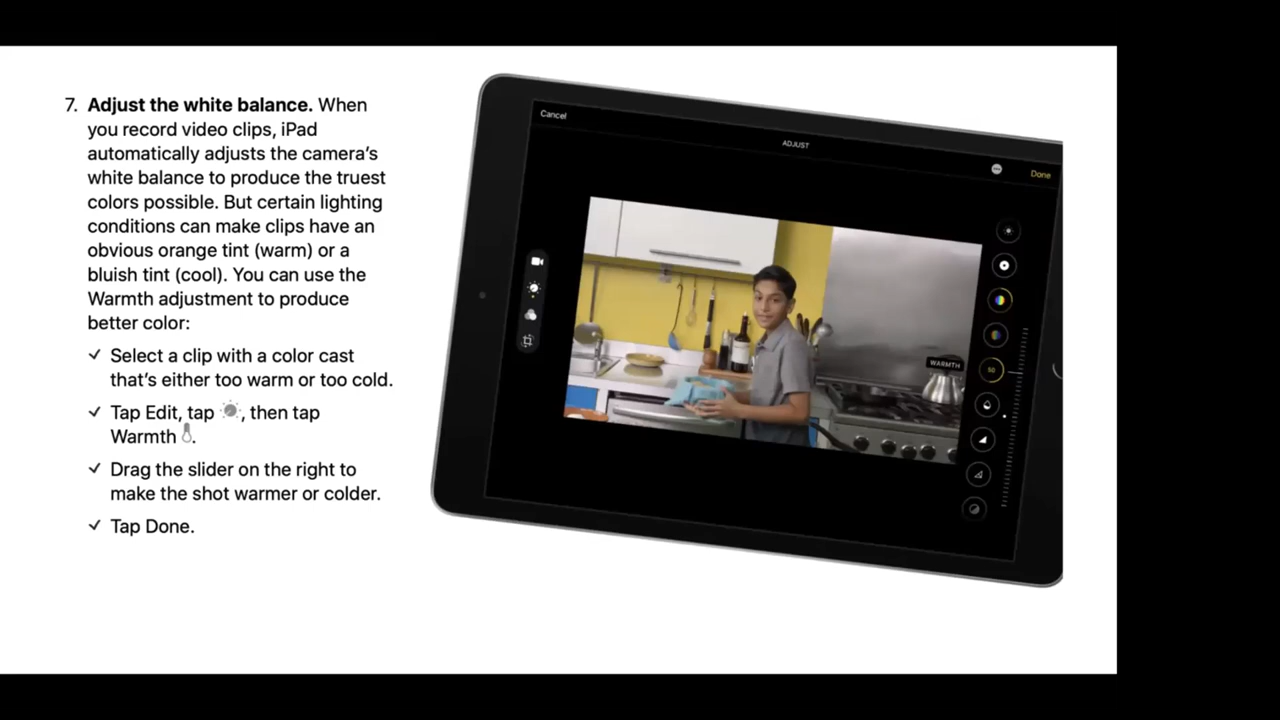 7. Adjust the white balance. When
you record video clips, iPad
automatically adjusts the camera’s
white balance to produce the truest
colors possible. But certain lighting
conditions can make clips have an
obvious orange tint (warm) or a
bluish tint (cool). You can use the
Warmth adjustment to produce
better color:
✓ Select a clip with a color cast
that’s either too warm or too cold.
✓ Tap Edit, tap , then tap
Warmth .
✓ Drag the slider on the right to
make the shot warmer or colder.
✓ Tap Done.
Cancel
ADJUST
Done
WARMTH
50